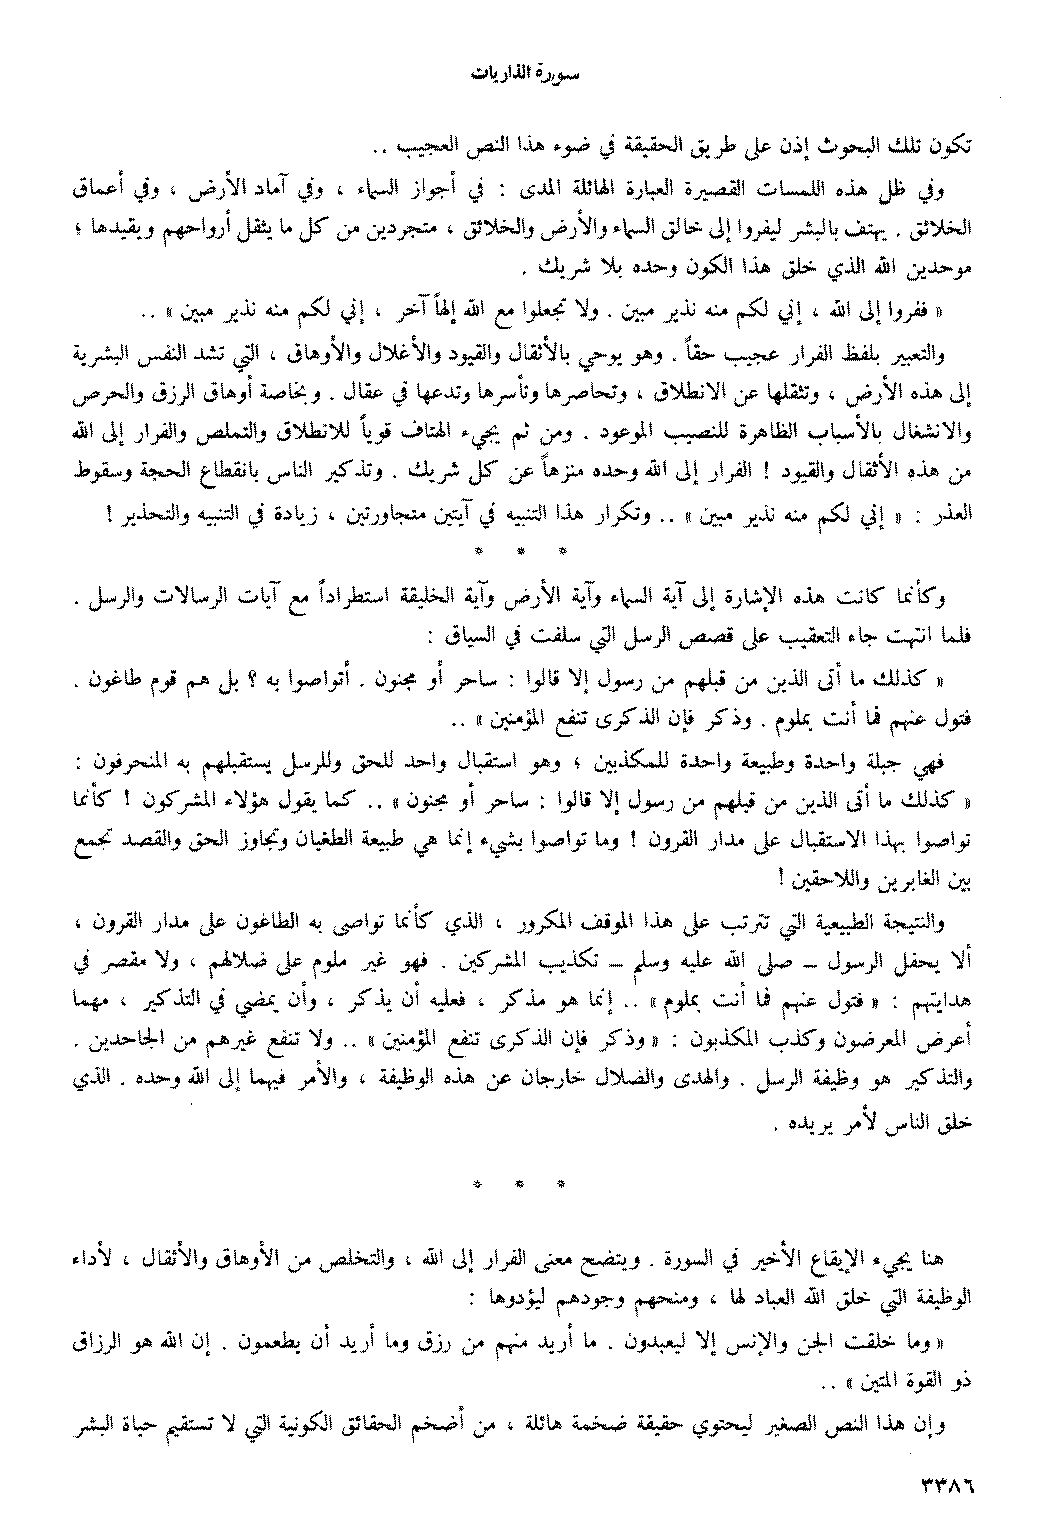 سورة الذاريات
تكون تلك البحوث إذن على طريق الحقيقة في ضوء هذا النص العجيب ..
وفي ظل هذه اللمسات القصيرة العبارة الهائلة المدى : في أجواز السماء ، وفي آماد الأرض ، وفي أعماق
الخلائق . يهتف بالبشر ليفروا إلى خالق السماء والأرض والخلائق ، متجردين من كل ما يثقل أرواحهم ويقيدها ؛
موحدين الله الذي خلق هذا الكون وحده بلا شريك .
« ففروا إلى الله ، إني لكم منه نذير مبين . ولا تجعلوا مع الله إلهاً آخر ، إني لكم منه نذير مبين » ..
والتعبير بلفظ الفرار عجيب حقاً . وهو يوحي بالأثقال والقيود والأغلال والأوهاق ، التي تشد النفس البشرية
إلى هذه الأرض ، وتثقلها عن الانطلاق ، وتحاصرها وتأسرها وتدعها في عقال . وبخاصة أوهاق الرزق والحرص
والانشغال بالأسباب الظاهرة للنصيب الموعود . ومن ثم يجيء الهتاف قوياً للانطلاق والتملص والفرار إلى الله
من هذه الأثقال والقيود ! الفرار إلى الله وحده منزهاً عن كل شريك . وتذكير الناس بانقطاع الحجة وسقوط
العذر : « إني لكم منه نذير مبين » .. وتكرار هذا التنبيه في آيتين متجاورتين ، زيادة في التنبيه والتحذير !
* * *
وكأنما كانت هذه الإشارة إلى آية السماء وآية الأرض وآية الخليقة استطراداً مع آيات الرسالات والرسل .
فلما انتهت جاء التعقيب على قصص الرسل التي سلفت في السياق :
« كذلك ما أتى الذين من قبلهم من رسول إلا قالوا : ساحر أو مجنون . أتواصوا به ؟ بل هم قوم طاغون .
فتول عنهم فما أنت بملوم . وذكر فإن الذكرى تنفع المؤمنين » ..
فهي جبلة واحدة وطبيعة واحدة للمكذبين ؛ وهو استقبال واحد للحق وللرسل يستقبلهم به المنحرفون :
« كذلك ما أتى الذين من قبلهم من رسول إلا قالوا : ساحر أو مجنون » .. كما يقول هؤلاء المشركون ! كأنما
تواصوا بهذا الاستقبال على مدار القرون ! وما تواصوا بشيء إنما هي طبيعة الطغيان وتجاوز الحق والقصد تجمع
بين الغابرين واللاحقين !
والنتيجة الطبيعية التي تترتب على هذا الموقف المكرور ، الذي كأنما تواصى به الطاغون على مدار القرون ،
ألا يحفل الرسول – صلى الله عليه وسلم – تكذيب المشركين . فهو غير ملوم على ضلالهم ، ولا مقصر في
هدايتهم : « فتول عنهم فما أنت بملوم » .. إنما هو مذكر ، فعليه أن يذكر ، وأن يمضي في التذكير ، مهما
أعرض المعرضون وكذب المكذبون : « وذكر فإن الذكرى تنفع المؤمنين » .. ولا تنفع غيرهم من الجاحدين .
والتذكير هو وظيفة الرسل . والهدى والضلال خارجان عن هذه الوظيفة ، والأمر فيهما إلى الله وحده . الذي
خلق الناس لأمر يريده .
* * *
هنا يجيء الإيقاع الأخير في السورة . ويتضح معنى الفرار إلى الله ، والتخلص من الأوهاق والأثقال ، لأداء
الوظيفة التي خلق الله العباد لها ، ومنحهم وجودهم ليؤدوها :
« وما خلقت الجن والإنس إلا ليعبدون . ما أريد منهم من رزق وما أريد أن يطعمون . إن الله هو الرزاق
ذو القوة المتين » ..
وإن هذا النص الصغير ليحتوي حقيقة ضخمة هائلة ، من أضخم الحقائق الكونية التي لا تستقيم حياة البشر
٣٣٨٦